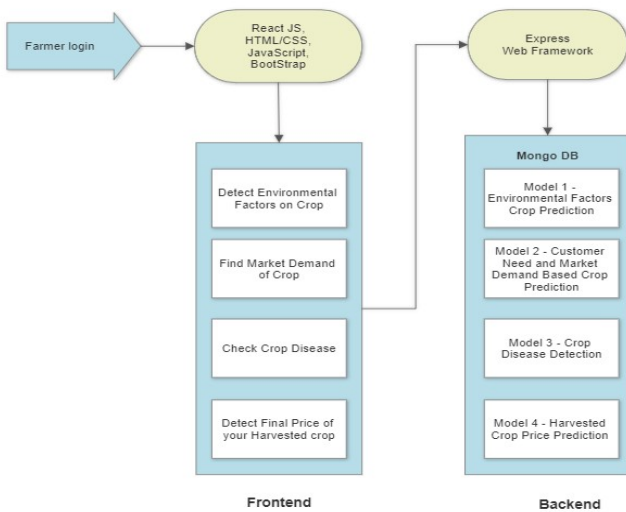 Farmer login
React JS,
HTML/CSS,
JavaScript,
BootStrap
Express
Web Framework
Detect Environmental
Factors on Crop
Find Market Demand
of Crop
Check Crop Disease
Detect Final Price of
your Harvested crop
Frontend
Mongo DB
Model 1 -
Environmental Factors
Crop Prediction
Model 2 - Customer
Need and Market
Demand Based Crop
Prediction
Model 3 - Crop
Disease Detection
Model 4 - Harvested
Crop Price Prediction
Backend